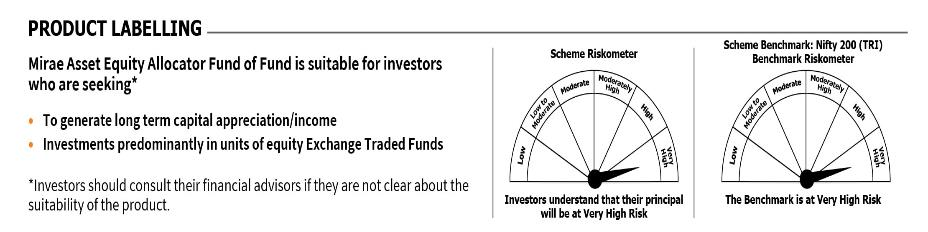 PRODUCT LABELLING
Mirae Asset Equity Allocator Fund of Fund is suitable for investors
who are seeking*
• To generate long term capital appreciation/income
• Investments predominantly in units of equity Exchange Traded Funds
*Investors should consult their financial advisors if they are not clear about the
suitability of the product.
Scheme Riskometer
Low
Low to
Moderate
Moderate
Moderately
High
High
Very
High
Investors understand that their principal
will be at Very High Risk
Scheme Benchmark: Nifty 200 (TRI)
Benchmark Riskometer
Low
Low to
Moderate
Moderate
Moderately
High
High
Very
High
The Benchmark is at Very High Risk